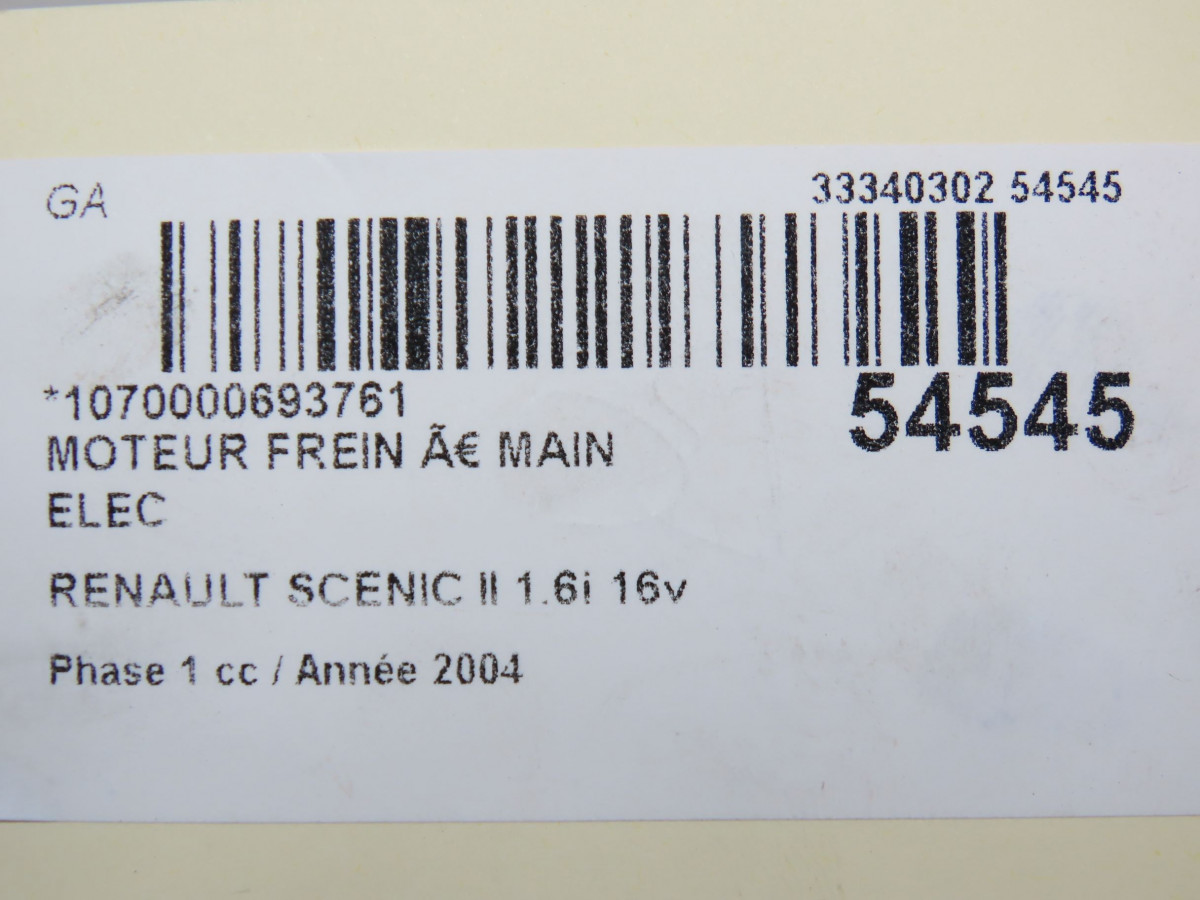 GA
33340302 54545
*1070000693761
54545
MOTEUR FREIN Ã€ MAIN
ELEC
RENAULT SCENIC II 1.6i 16v
Phase 1 cc / Année 2004